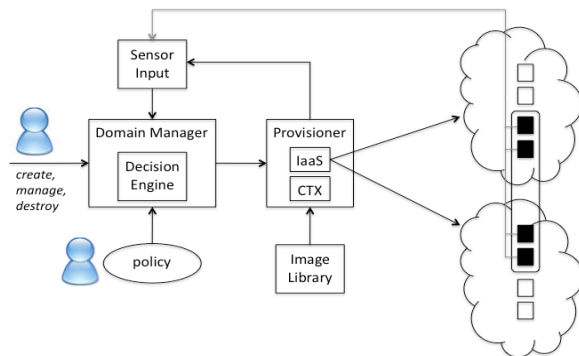 Sensor
Input
Domain Manager
Decision
Engine
Provisioner
IaaS
CTX
create,
manage,
destroy
policy
Image
Library